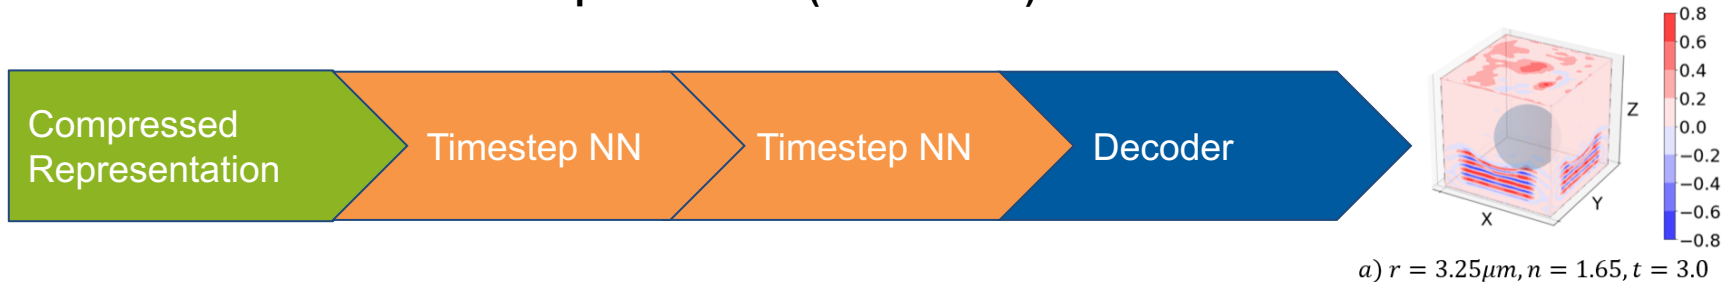 Compressed
Representation
Timestep NN
Timestep NN
Decoder
0.8
0.6
0.4
0.2
0.0
−0.2
−0.4
−0.6
−0.8
Z
Y
X
a) r = 3.25μm, n = 1.65, t = 3.0